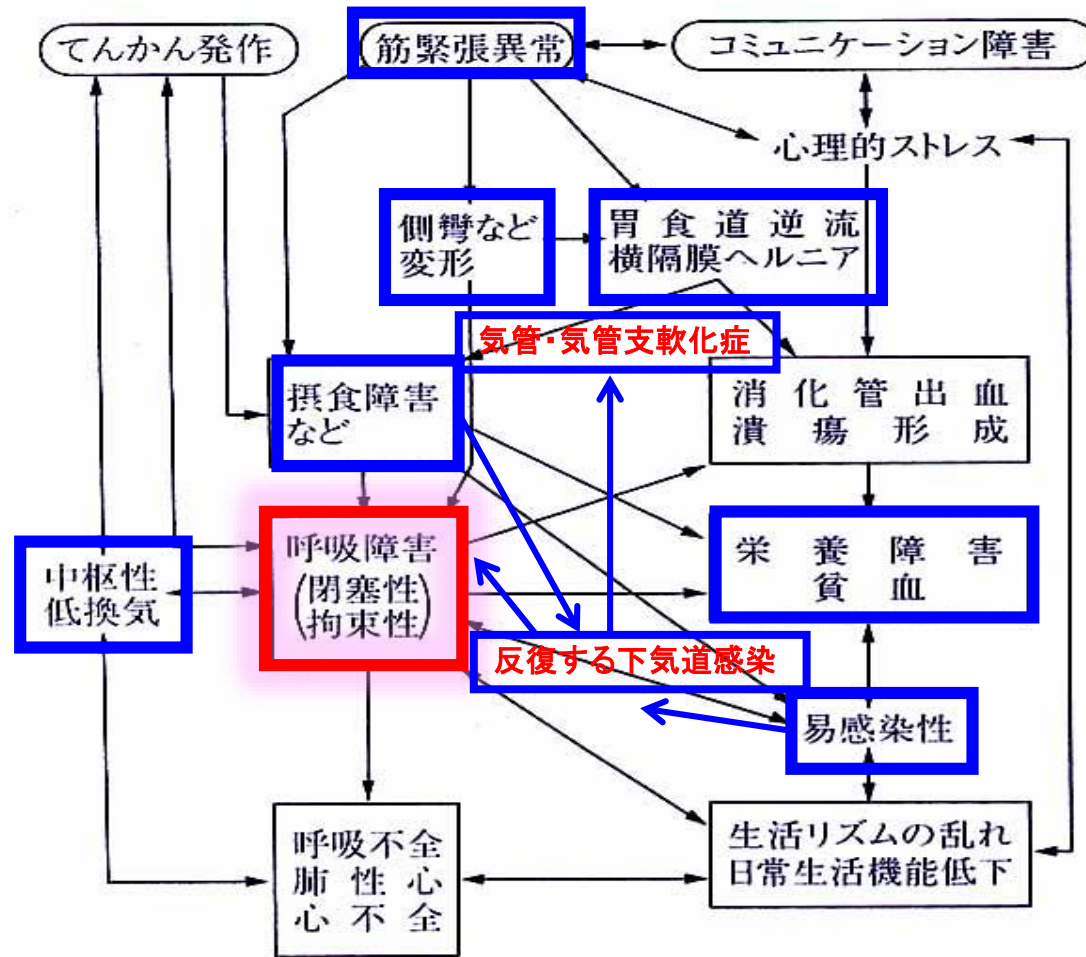 てんかん発作
筋緊張異常
コミュニケーション障害
心理的ストレス
側彎など
変形
胃食道逆流
横隔膜ヘルニア
気管・気管支軟化症
摂食障害
など
消化管出血
潰瘍形成
中枢性
低換気
呼吸障害
(閉塞性)
(拘束性)
栄養障害
貧血
反復する下気道感染
易感染性
呼吸不全
肺性心
心不全
生活リズムの乱れ
日常生活機能低下